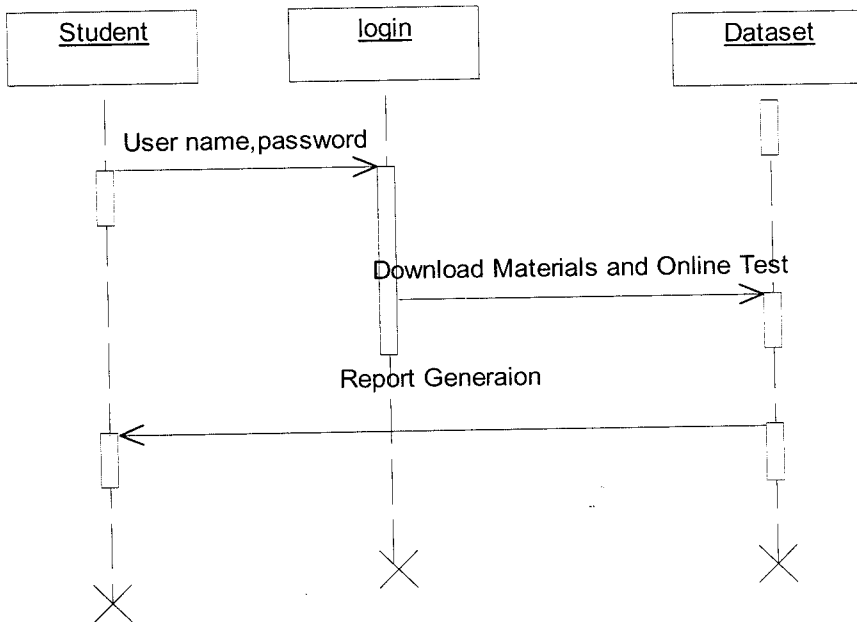 Student
login
Dataset
User name,password
Download Materials and Online Test
Report Generaion